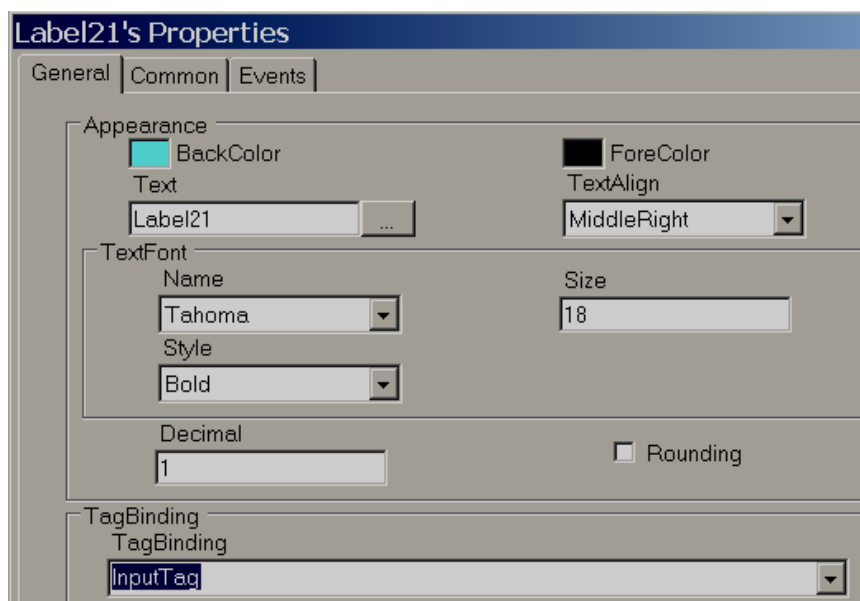 Label21's Properties
General Common Events
Appearance
BackColor ForeColor
Text TextAlign
Label21 ... MiddleRight
TextFont
Name Size
Tahoma 18
Style
Bold
Decimal
1 Rounding
TagBinding
TagBinding
InputTag